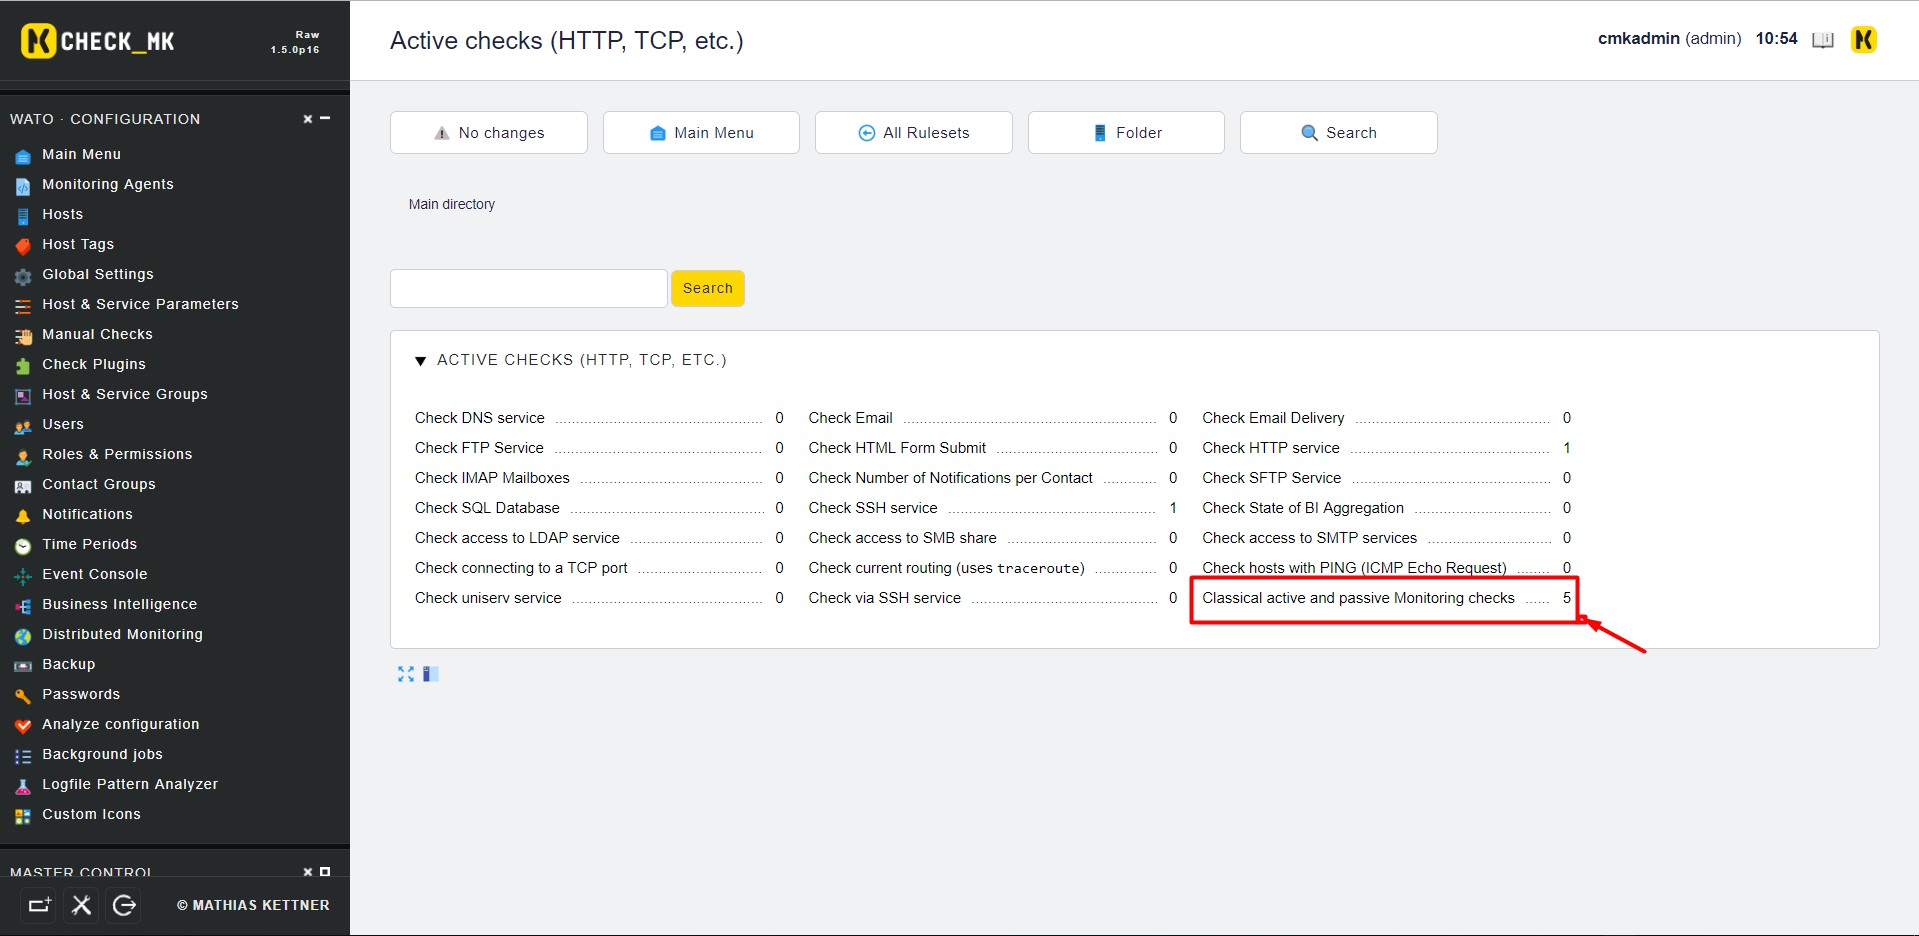 CHECK_MK
Raw
1.5.0p16
Active checks (HTTP, TCP, etc.)
cmkadmin (admin) 10:54
WATO · CONFIGURATION
Main Menu
Monitoring Agents
Hosts
Host Tags
Global Settings
Host & Service Parameters
Manual Checks
Check Plugins
Host & Service Groups
Users
Roles & Permissions
Contact Groups
Notifications
Time Periods
Event Console
Business Intelligence
Distributed Monitoring
Backup
Passwords
Analyze configuration
Background jobs
Logfile Pattern Analyzer
Custom Icons
MASTER CONTROL
© MATHIAS KETTNER
No changes
Main Menu
All Rulesets
Folder
Search
Main directory
Search
ACTIVE CHECKS (HTTP, TCP, ETC.)
Check DNS service 0
Check Email 0
Check Email Delivery 0
Check FTP Service 0
Check HTML Form Submit 0
Check HTTP service 1
Check IMAP Mailboxes 0
Check Number of Notifications per Contact 0
Check SFTP Service 0
Check SQL Database 0
Check SSH service 1
Check State of BI Aggregation 0
Check access to LDAP service 0
Check access to SMB share 0
Check access to SMTP services 0
Check connecting to a TCP port 0
Check current routing (uses traceroute) 0
Check hosts with PING (ICMP Echo Request) 0
Check uniserv service 0
Check via SSH service 0
Classical active and passive Monitoring checks 5